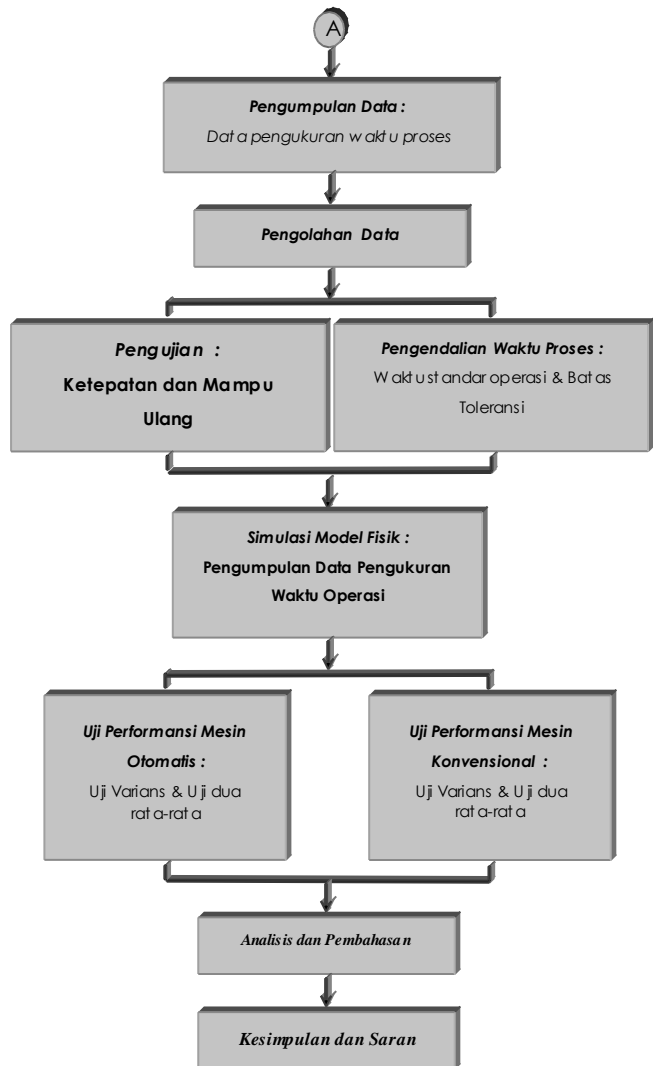 A
Pengumpulan Data :
Data pengukuran waktu proses
Pengolahan Data
Pengujian :
Ketepatan dan Mampu
Ulang
Pengendalian Waktu Proses :
Waktu standar operasi & Batas
Toleransi
Simulasi Model Fisik :
Pengumpulan Data Pengukuran
Waktu Operasi
Uji Performansi Mesin
Otomatis :
Uji Varians & Uji dua
rata-rata
Uji Performansi Mesin
Konvensional :
Uji Varians & Uji dua
rata-rata
Analisis dan Pembahasan
Kesimpulan dan Saran